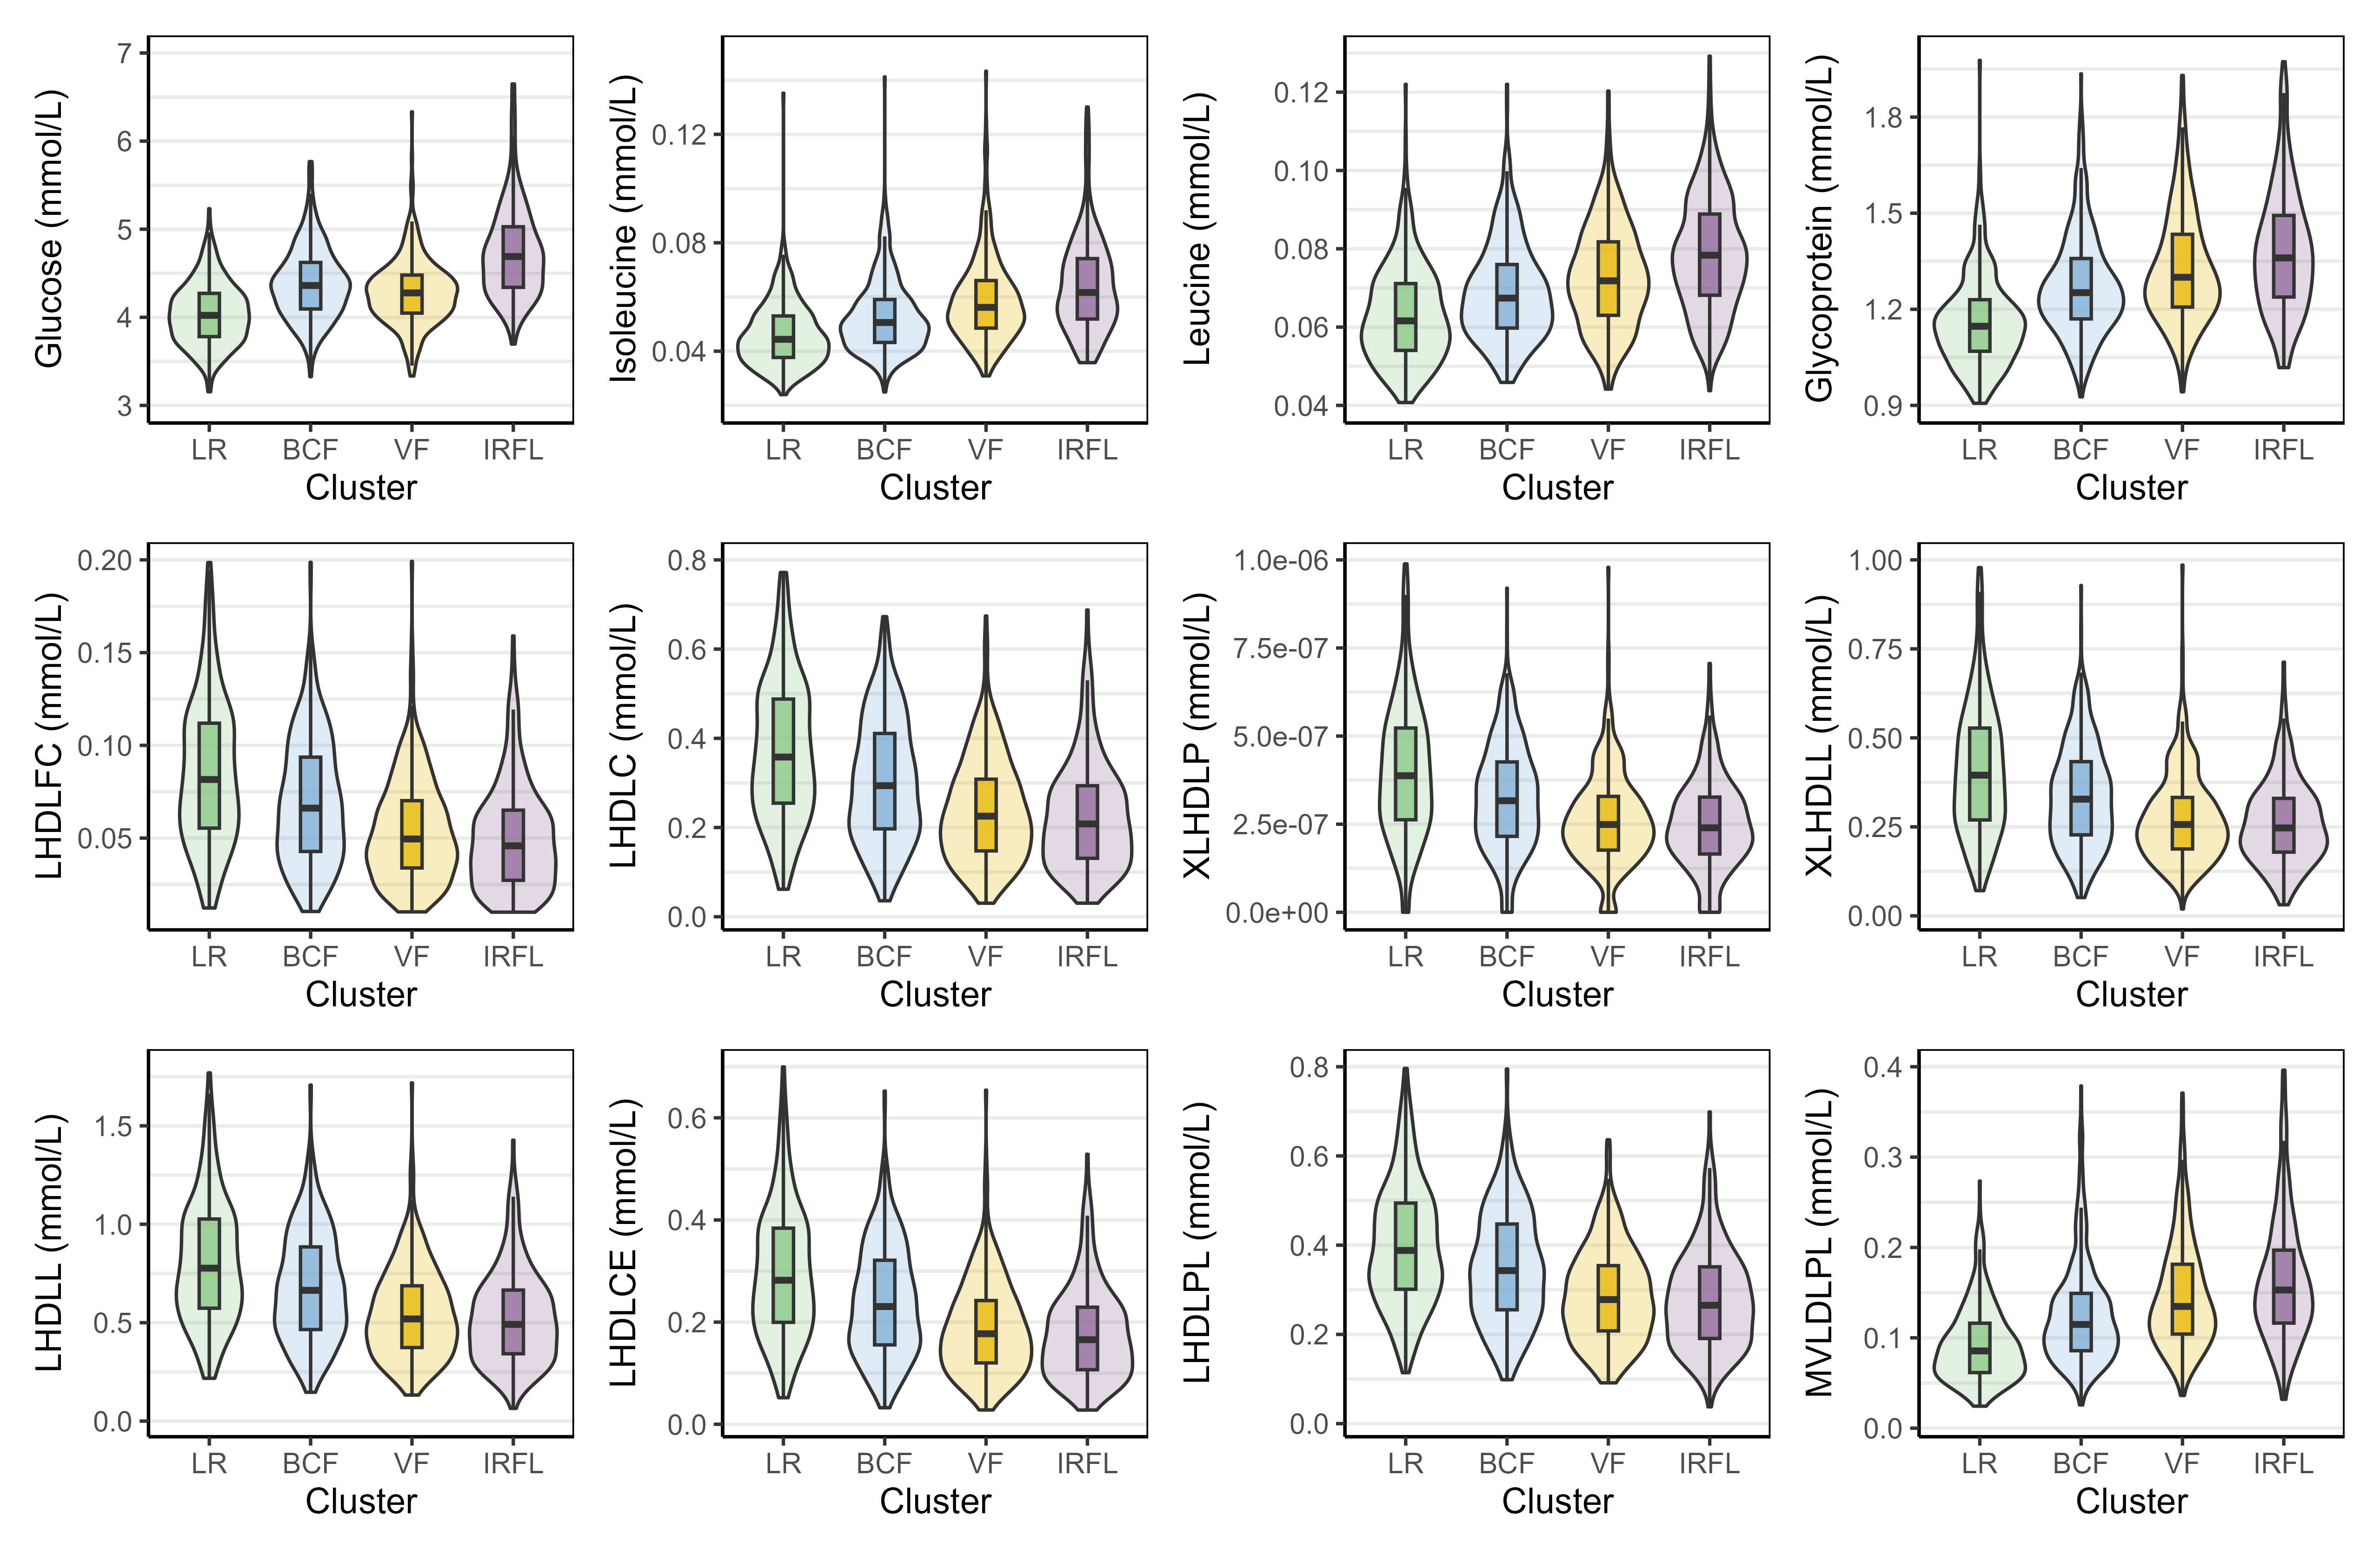 Glucose (mmol/L)
7
6
5
4
3
LR BCF VF IRFL
Cluster
Isoleucine (mmol/L)
0.12
0.08
0.04
LR BCF VF IRFL
Cluster
Leucine (mmol/L)
0.12
0.10
0.08
0.06
0.04
LR BCF VF IRFL
Cluster
Glycoprotein (mmol/L)
1.8
1.5
1.2
0.9
LR BCF VF IRFL
Cluster
LHDLFC (mmol/L)
0.20
0.15
0.10
0.05
LR BCF VF IRFL
Cluster
LHDLC (mmol/L)
0.8
0.6
0.4
0.2
0.0
LR BCF VF IRFL
Cluster
XLHDLP (mmol/L)
1.0e-06
7.5e-07
5.0e-07
2.5e-07
0.0e+00
LR BCF VF IRFL
Cluster
XLHDLL (mmol/L)
1.00
0.75
0.50
0.25
0.00
LR BCF VF IRFL
Cluster
LHDLL (mmol/L)
1.5
1.0
0.5
0.0
LR BCF VF IRFL
Cluster
LHDLCE (mmol/L)
0.6
0.4
0.2
0.0
LR BCF VF IRFL
Cluster
LHDLPL (mmol/L)
0.8
0.6
0.4
0.2
0.0
LR BCF VF IRFL
Cluster
MVLDLPL (mmol/L)
0.4
0.3
0.2
0.1
0.0
LR BCF VF IRFL
Cluster